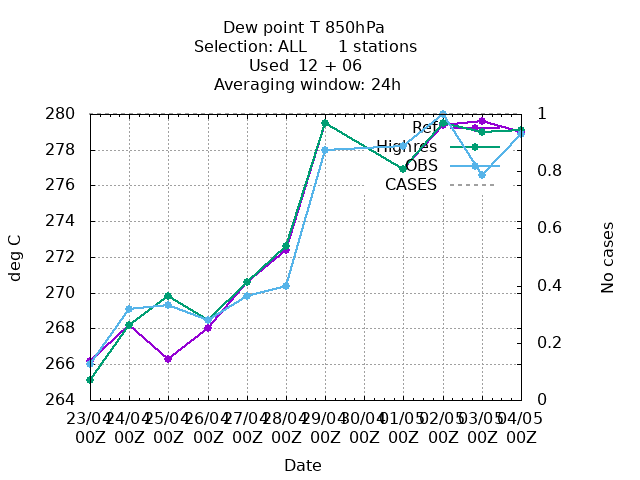 Dew point T 850hPa
Selection: ALL 1 stations
Used 12 + 06
Averaging window: 24h
280
278
276
274
272
270
268
266
264
1
0.8
0.6
0.4
0.2
0
deg C
No cases
Ref
Highres
OBS
CASES
23/04 24/04 25/04 26/04 27/04 28/04 29/04 30/04 01/05 02/05 03/05 04/05
00Z 00Z 00Z 00Z 00Z 00Z 00Z 00Z 00Z 00Z 00Z 00Z
Date